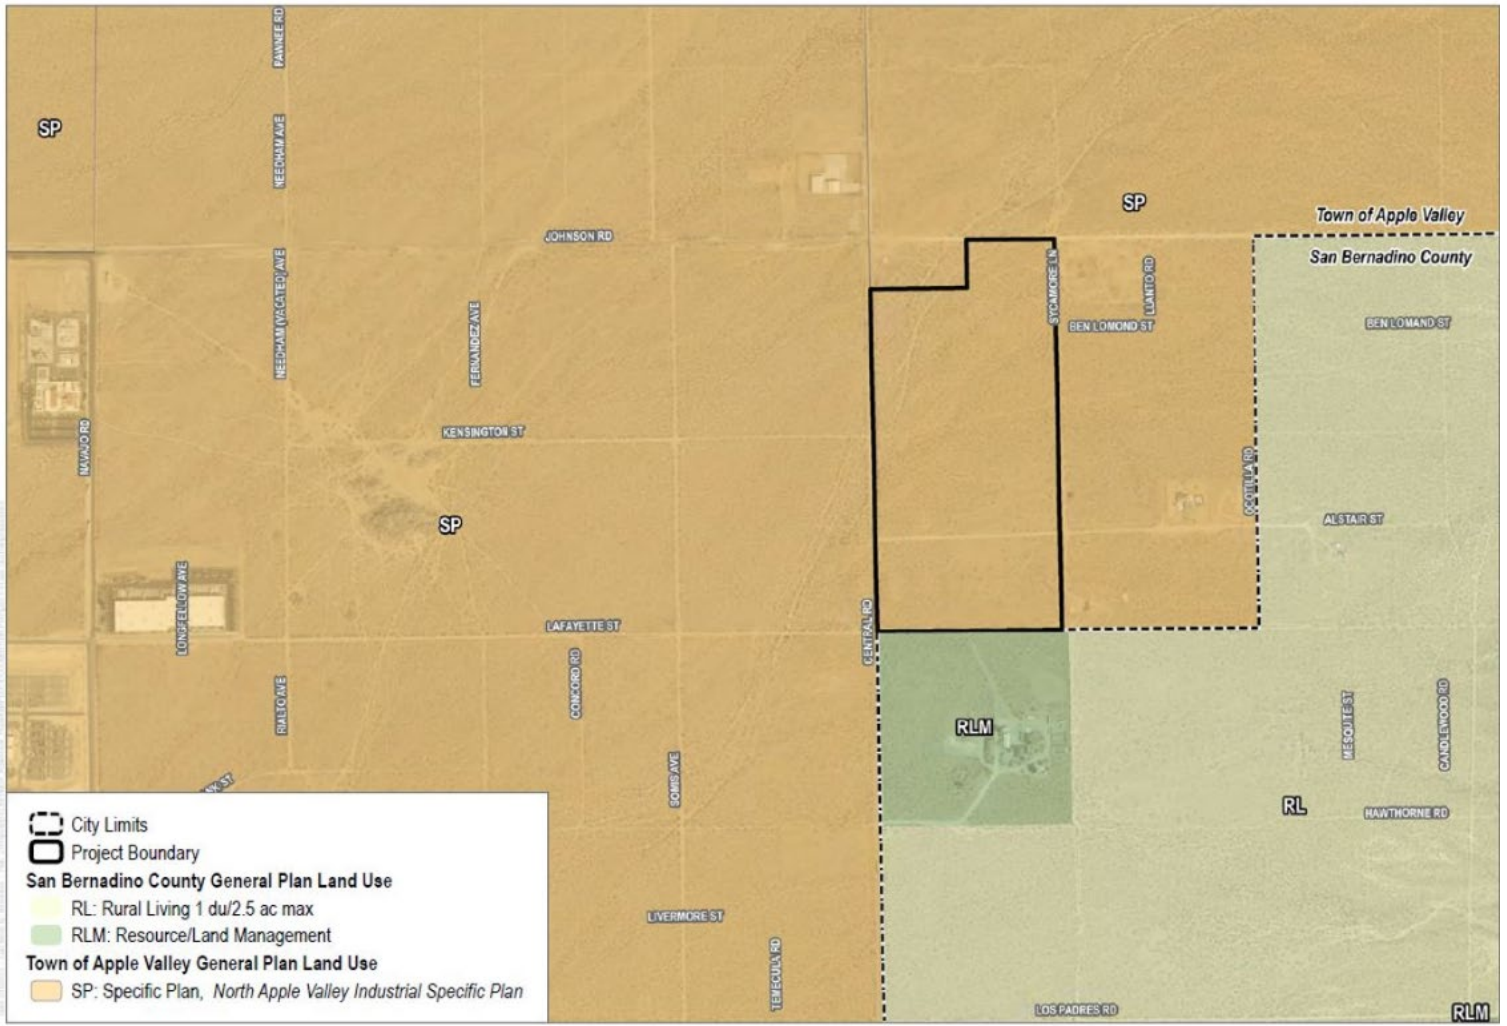 PAWNEE RD
SP
NEEDHAM AVE
SP
Town of Apple Valley
JOHNSON RD
San Bernadino County
NEEDHAM (VACATED) AVE
SYCAMORE LN
LLANTO RD
FERNANDEZ AVE
BEN LOMOND ST
BEN LOMAND ST
NAVAJO RD
KENSINGTON ST
OCOTILLA RD
SP
ALSTAIR ST
LONGFELLOW AVE
LAFAYETTE ST
CENTRAL RD
RIALTO AVE
CONCORD RD
RLM
MESQUITE ST
CANDLEWOOD RD
SOMIS AVE
RL
HAWTHORNE RD
City Limits
Project Boundary
San Bernadino County General Plan Land Use
RL: Rural Living 1 du/2.5 ac max
RLM: Resource/Land Management
Town of Apple Valley General Plan Land Use
SP: Specific Plan, North Apple Valley Industrial Specific Plan
LIVERMORE ST
TEMECULA RD
LOS PADRES RD
RLM